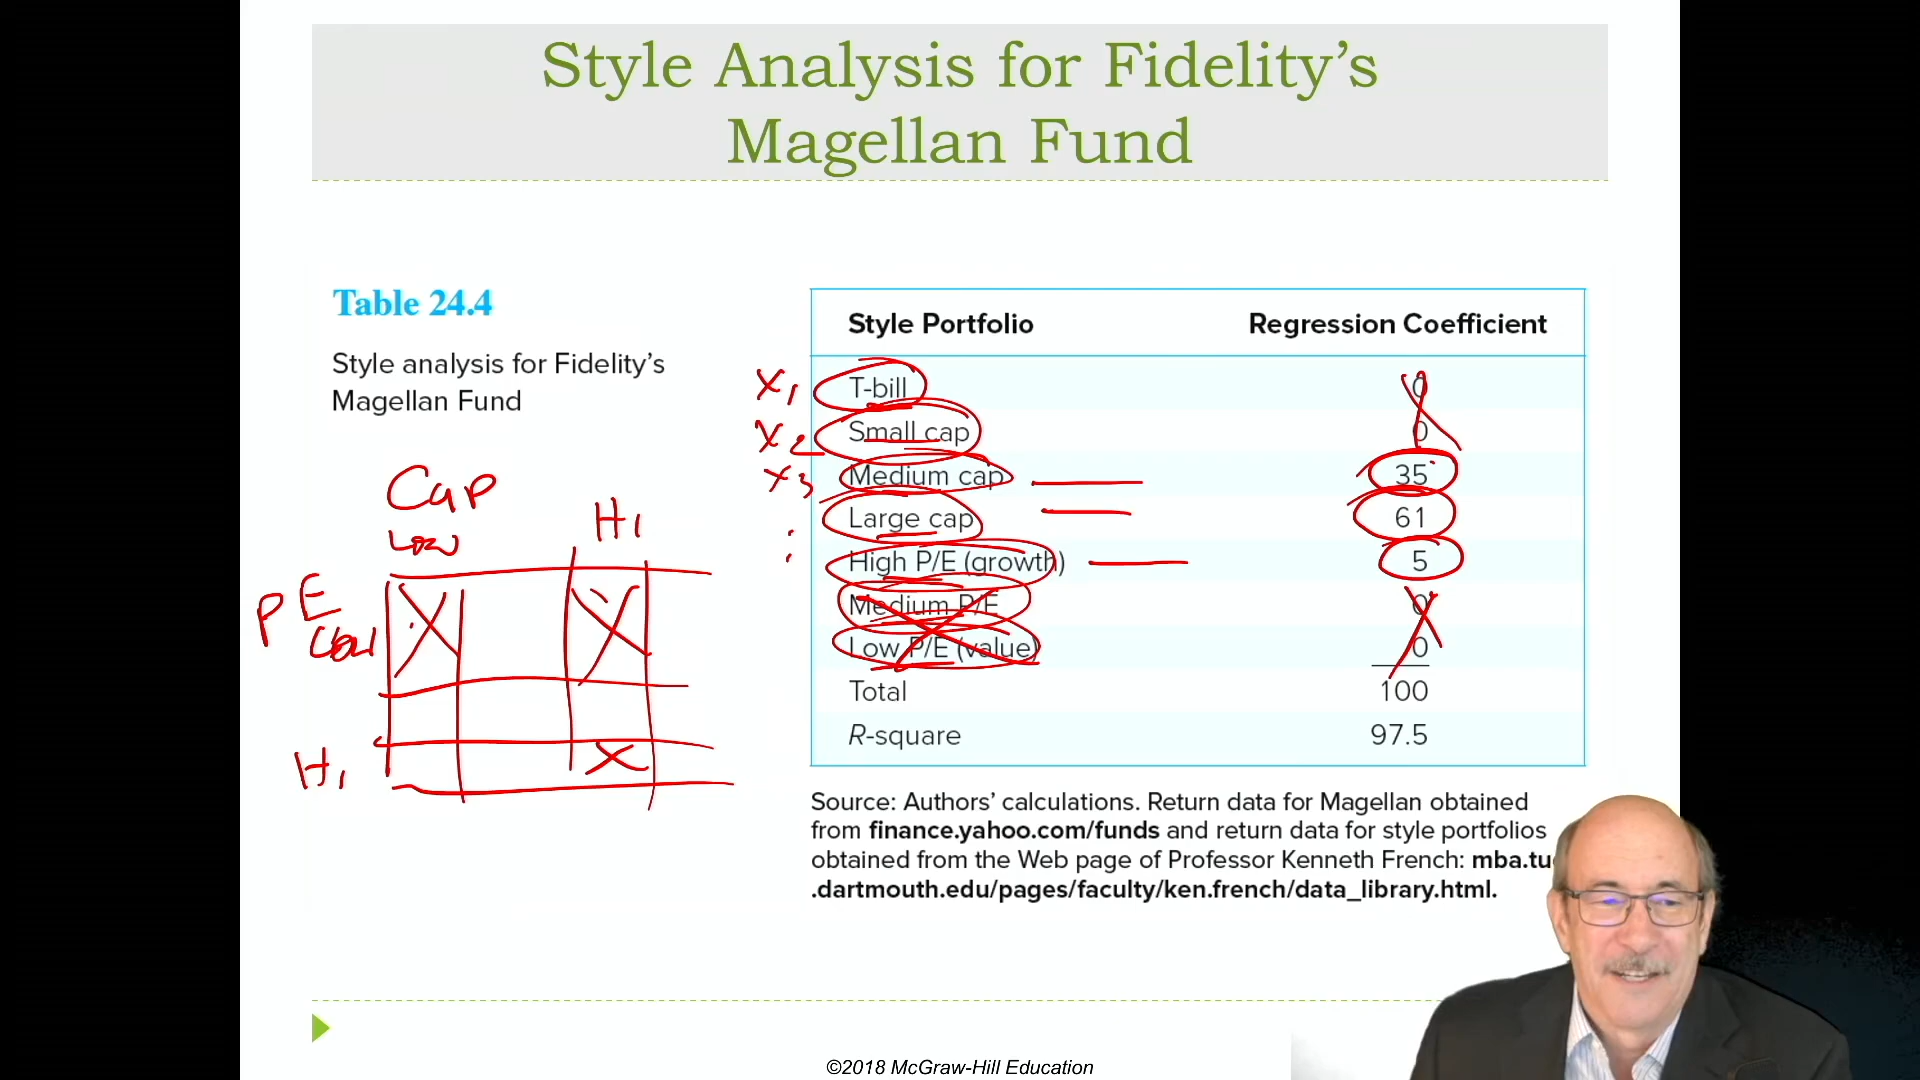 Style Analysis for Fidelity’s
Magellan Fund
Table 24.4
Style analysis for Fidelity’s
Magellan Fund
Style Portfolio Regression Coefficient
X1 T-bill 0
X2 Small cap 0
X3 Medium cap 35
Large cap 61
High P/E (growth) 5
Medium P/E 0
Low P/E (value) 0
Total 100
R-square 97.5
Cap
Low Hi
PE
Low
Hi
Source: Authors’ calculations. Return data for Magellan obtained
from finance.yahoo.com/funds and return data for style portfolios
obtained from the Web page of Professor Kenneth French:
.dartmouth.edu/pages/faculty/ken.french/data_library.html.
©2018 McGraw-Hill Education